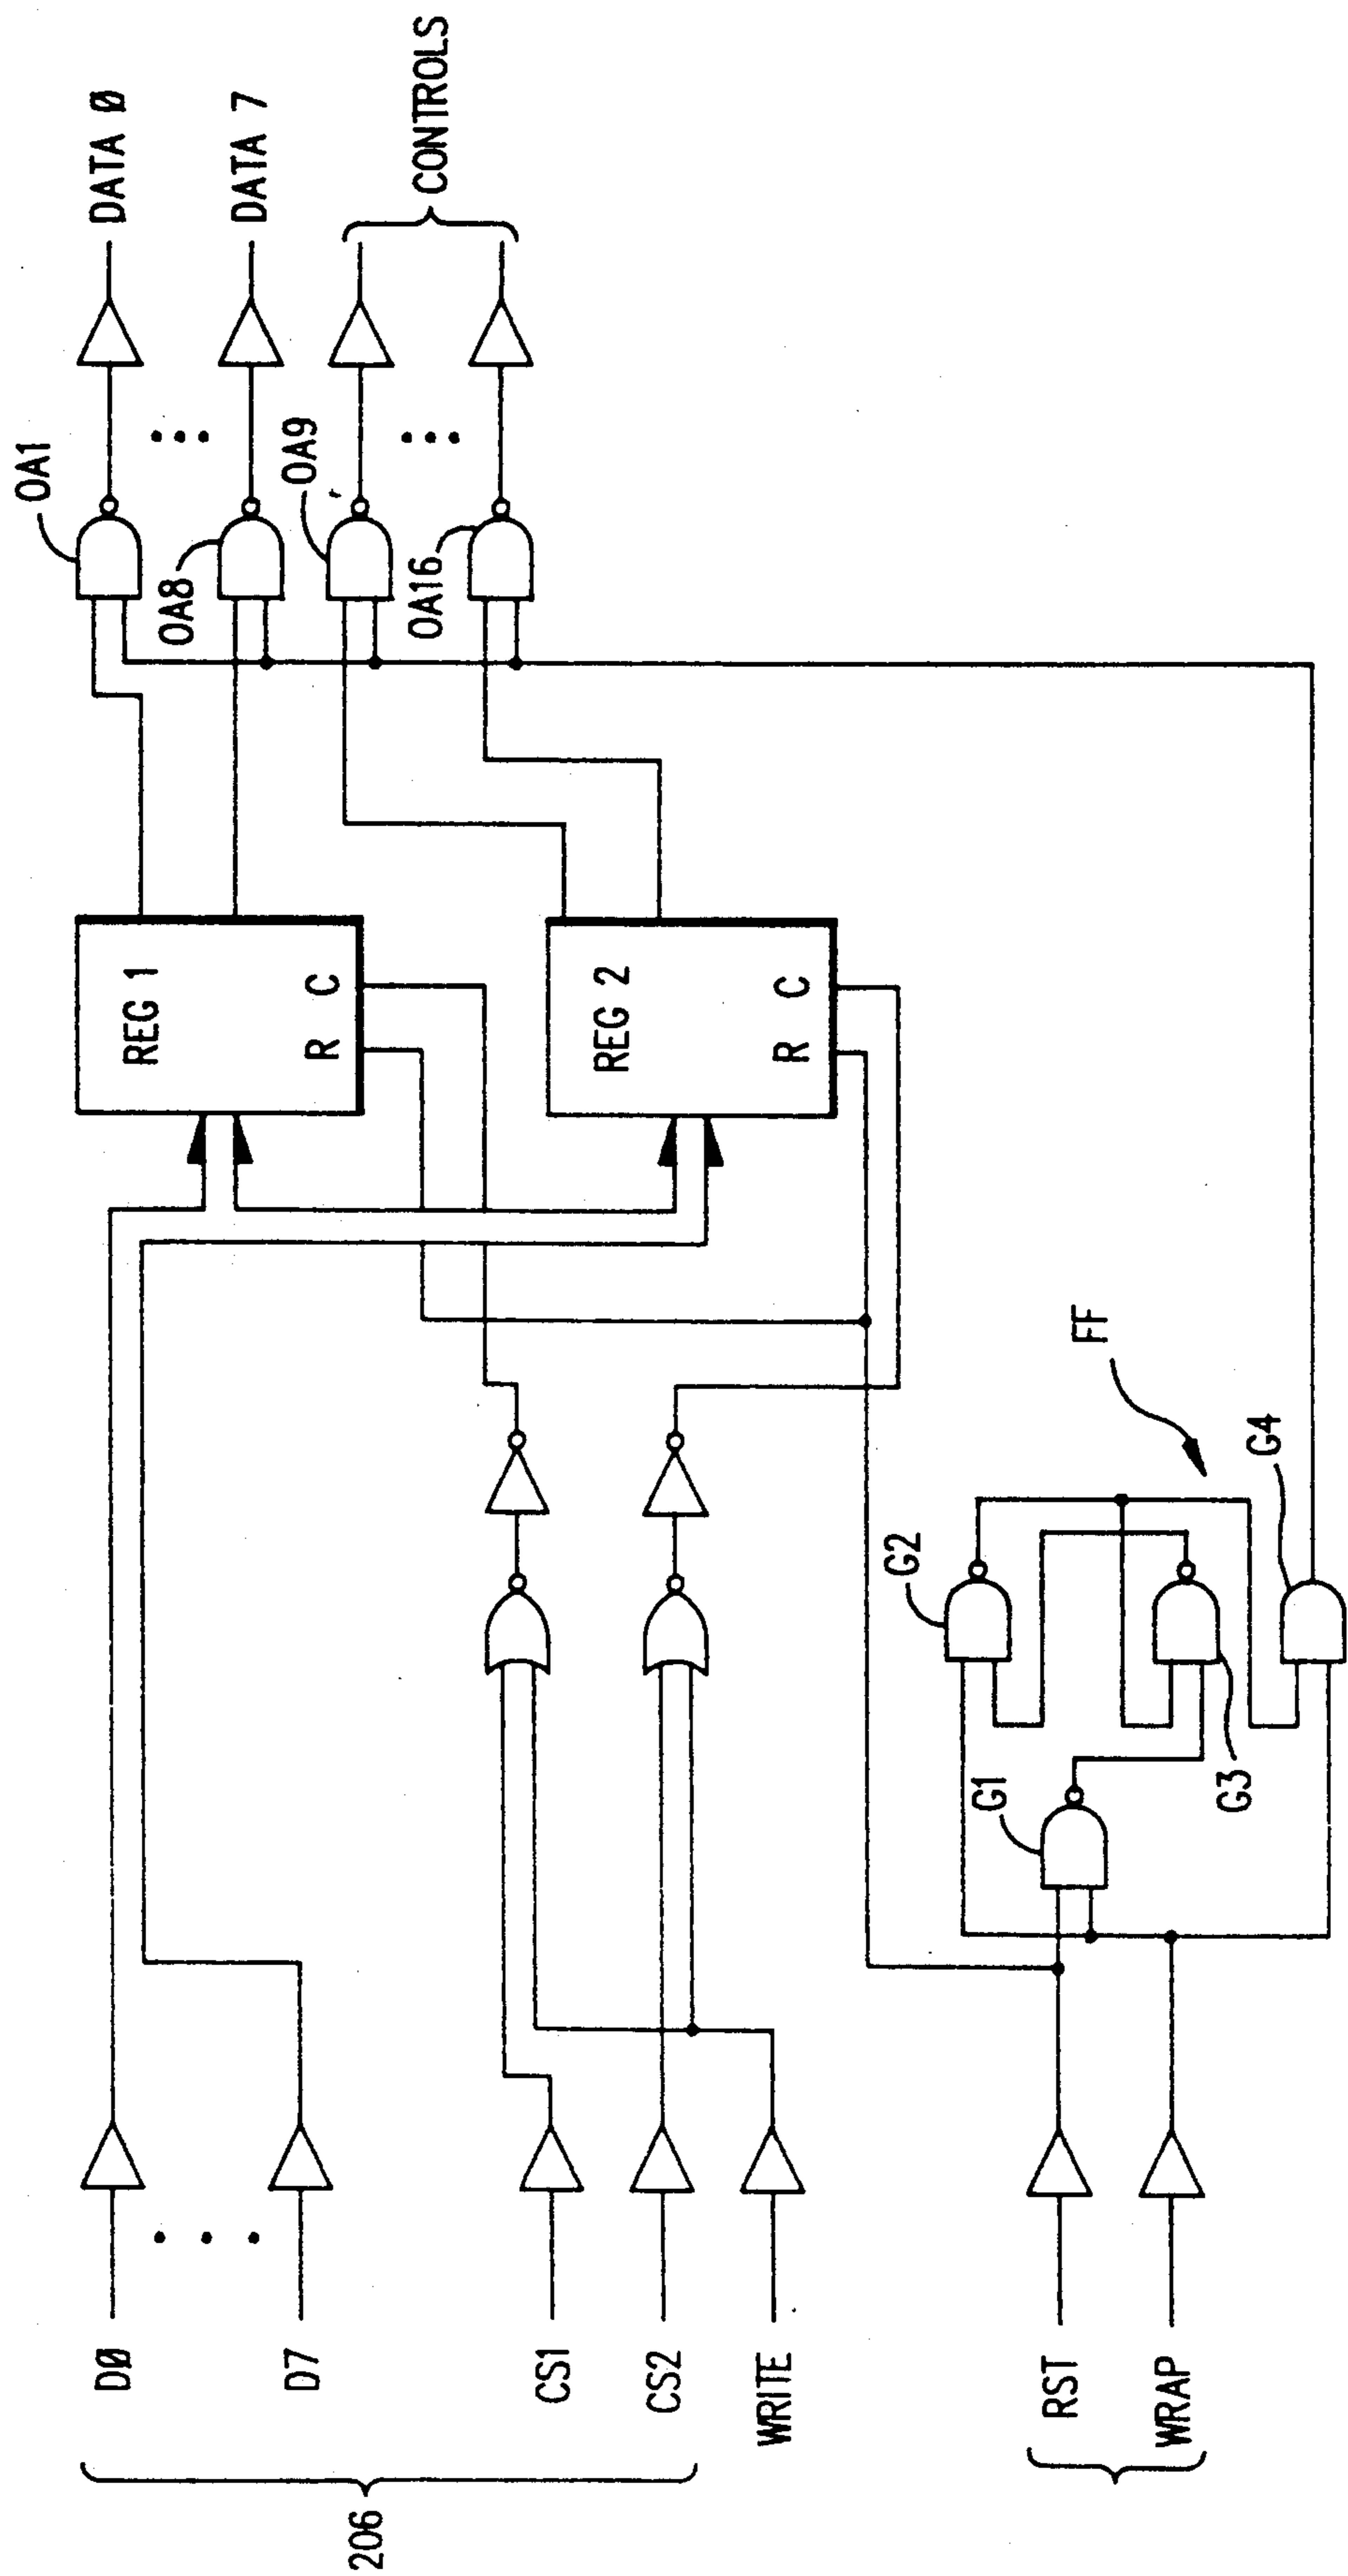 DATA Ø
DATA 7
CONTROLS
OA1
OA8
OA9
OA16
REG 1
R C
REG 2
R C
FF
G1
G2
G3
G4
DØ
D7
CS1
CS2
WRITE
RST
WRAP
206